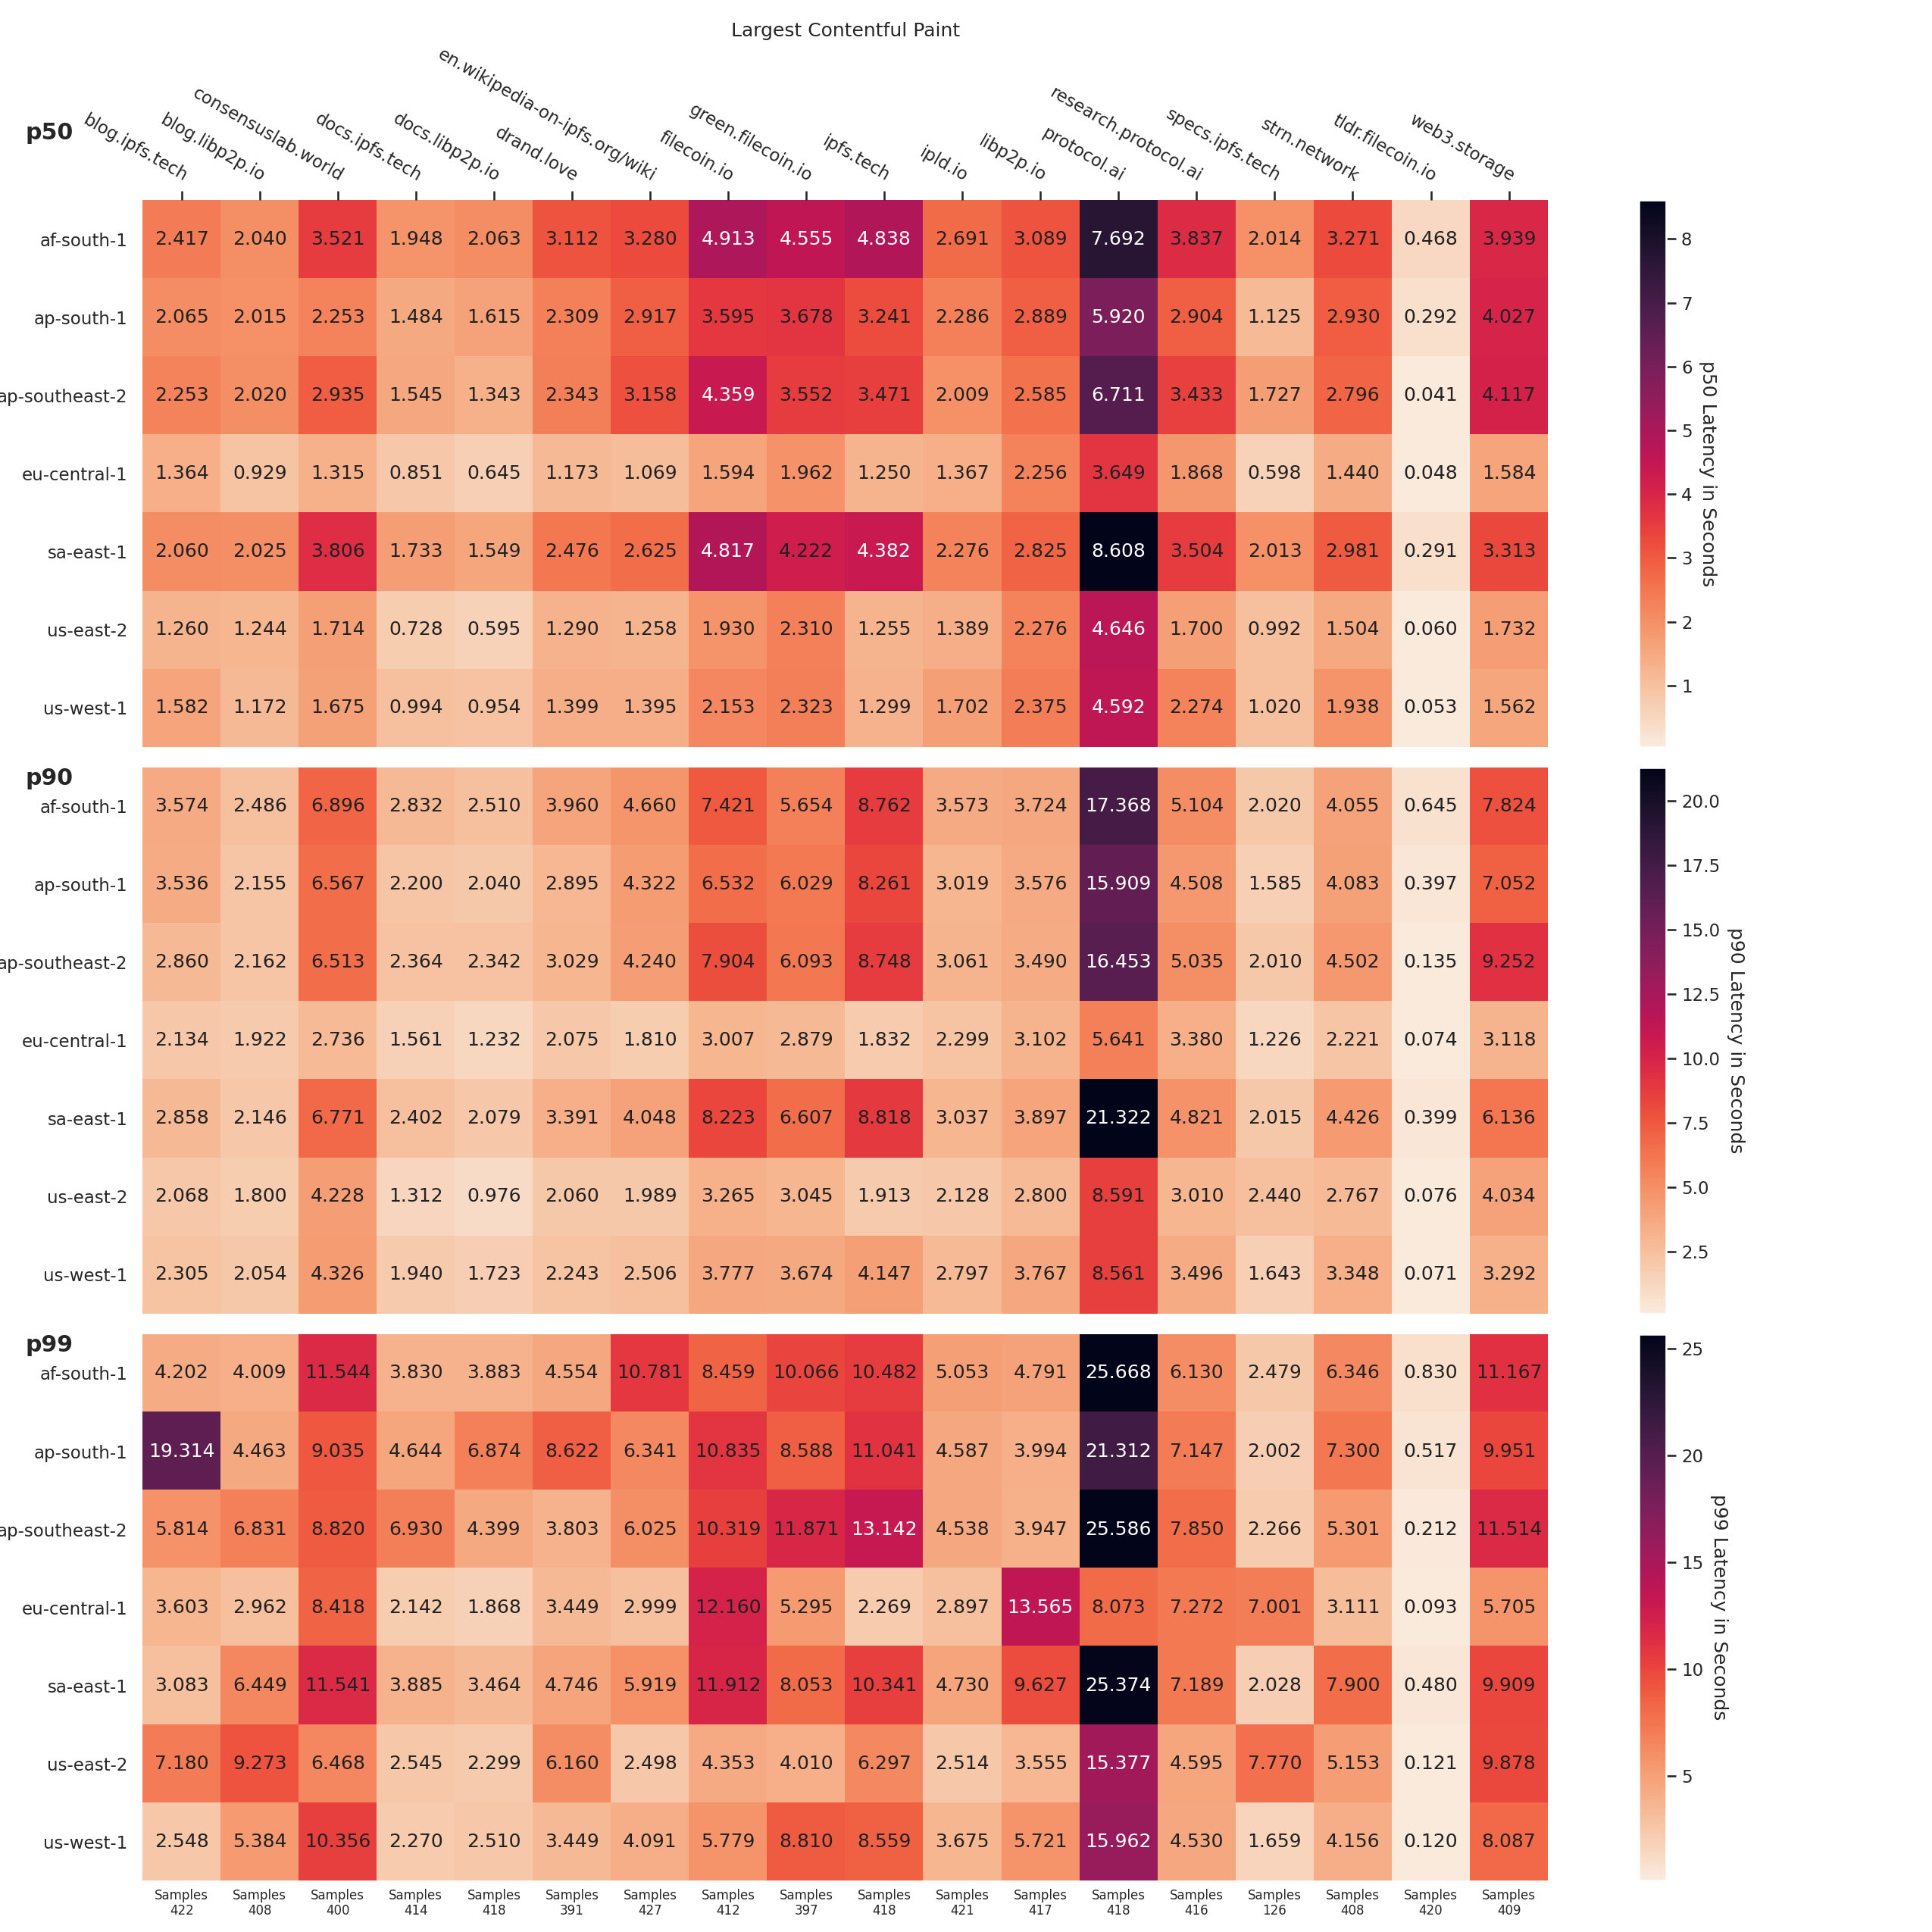 Largest Contentful Paint
p50
blog.ipfs.tech
blog.libp2p.io
consensuslab.world
docs.ipfs.tech
docs.libp2p.io
drand.love
en.wikipedia-on-ipfs.org/wiki
filecoin.io
green.filecoin.io
ipfs.tech
ipld.io
libp2p.io
protocol.ai
research.protocol.ai
specs.ipfs.tech
strn.network
tldr.filecoin.io
web3.storage
af-south-1 2.417 2.040 3.521 1.948 2.063 3.112 3.280 4.913 4.555 4.838 2.691 3.089 7.692 3.837 2.014 3.271 0.468 3.939
ap-south-1 2.065 2.015 2.253 1.484 1.615 2.309 2.917 3.595 3.678 3.241 2.286 2.889 5.920 2.904 1.125 2.930 0.292 4.027
ap-southeast-2 2.253 2.020 2.935 1.545 1.343 2.343 3.158 4.359 3.552 3.471 2.009 2.585 6.711 3.433 1.727 2.796 0.041 4.117
eu-central-1 1.364 0.929 1.315 0.851 0.645 1.173 1.069 1.594 1.962 1.250 1.367 2.256 3.649 1.868 0.598 1.440 0.048 1.584
sa-east-1 2.060 2.025 3.806 1.733 1.549 2.476 2.625 4.817 4.222 4.382 2.276 2.825 8.608 3.504 2.013 2.981 0.291 3.313
us-east-2 1.260 1.244 1.714 0.728 0.595 1.290 1.258 1.930 2.310 1.255 1.389 2.276 4.646 1.700 0.992 1.504 0.060 1.732
us-west-1 1.582 1.172 1.675 0.994 0.954 1.399 1.395 2.153 2.323 1.299 1.702 2.375 4.592 2.274 1.020 1.938 0.053 1.562
8
7
6
5
4
3
2
1
p50 Latency in Seconds
p90
af-south-1 3.574 2.486 6.896 2.832 2.510 3.960 4.660 7.421 5.654 8.762 3.573 3.724 17.368 5.104 2.020 4.055 0.645 7.824
ap-south-1 3.536 2.155 6.567 2.200 2.040 2.895 4.322 6.532 6.029 8.261 3.019 3.576 15.909 4.508 1.585 4.083 0.397 7.052
ap-southeast-2 2.860 2.162 6.513 2.364 2.342 3.029 4.240 7.904 6.093 8.748 3.061 3.490 16.453 5.035 2.010 4.502 0.135 9.252
eu-central-1 2.134 1.922 2.736 1.561 1.232 2.075 1.810 3.007 2.879 1.832 2.299 3.102 5.641 3.380 1.226 2.221 0.074 3.118
sa-east-1 2.858 2.146 6.771 2.402 2.079 3.391 4.048 8.223 6.607 8.818 3.037 3.897 21.322 4.821 2.015 4.426 0.399 6.136
us-east-2 2.068 1.800 4.228 1.312 0.976 2.060 1.989 3.265 3.045 1.913 2.128 2.800 8.591 3.010 2.440 2.767 0.076 4.034
us-west-1 2.305 2.054 4.326 1.940 1.723 2.243 2.506 3.777 3.674 4.147 2.797 3.767 8.561 3.496 1.643 3.348 0.071 3.292
20.0
17.5
15.0
12.5
10.0
7.5
5.0
2.5
p90 Latency in Seconds
p99
af-south-1 4.202 4.009 11.544 3.830 3.883 4.554 10.781 8.459 10.066 10.482 5.053 4.791 25.668 6.130 2.479 6.346 0.830 11.167
ap-south-1 19.314 4.463 9.035 4.644 6.874 8.622 6.341 10.835 8.588 11.041 4.587 3.994 21.312 7.147 2.002 7.300 0.517 9.951
ap-southeast-2 5.814 6.831 8.820 6.930 4.399 3.803 6.025 10.319 11.871 13.142 4.538 3.947 25.586 7.850 2.266 5.301 0.212 11.514
eu-central-1 3.603 2.962 8.418 2.142 1.868 3.449 2.999 12.160 5.295 2.269 2.897 13.565 8.073 7.272 7.001 3.111 0.093 5.705
sa-east-1 3.083 6.449 11.541 3.885 3.464 4.746 5.919 11.912 8.053 10.341 4.730 9.627 25.374 7.189 2.028 7.900 0.480 9.909
us-east-2 7.180 9.273 6.468 2.545 2.299 6.160 2.498 4.353 4.010 6.297 2.514 3.555 15.377 4.595 7.770 5.153 0.121 9.878
us-west-1 2.548 5.384 10.356 2.270 2.510 3.449 4.091 5.779 8.810 8.559 3.675 5.721 15.962 4.530 1.659 4.156 0.120 8.087
25
20
15
10
5
p99 Latency in Seconds
Samples Samples Samples Samples Samples Samples Samples Samples Samples Samples Samples Samples Samples Samples Samples Samples Samples Samples
422 408 400 414 418 391 427 412 397 418 421 417 418 416 126 408 420 409